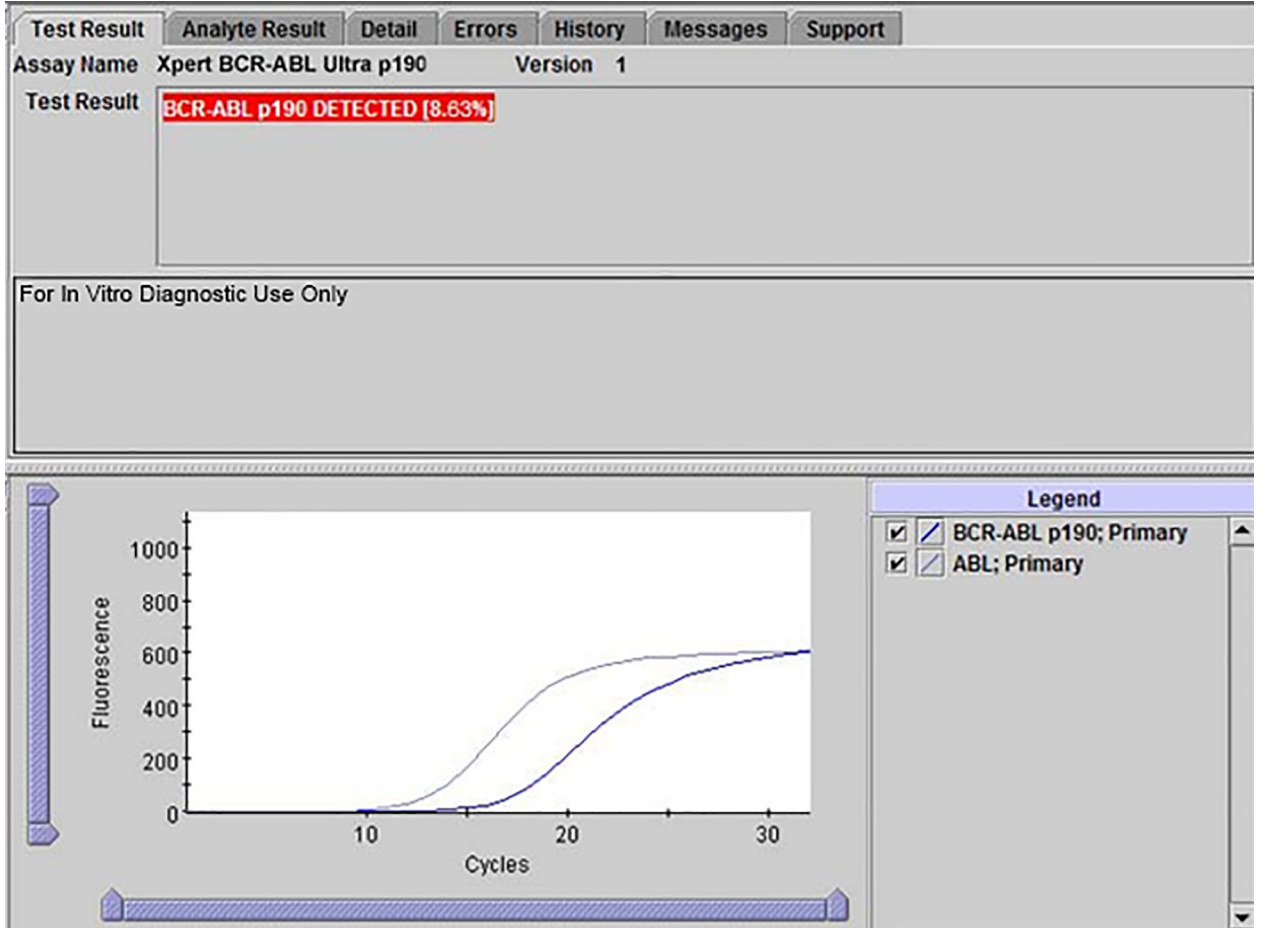 Test Result Analyte Result Detail Errors History Messages Support
Assay Name Xpert BCR-ABL Ultra p190 Version 1
Test Result BCR-ABL p190 DETECTED [8.63%]
For In Vitro Diagnostic Use Only
Legend
BCR-ABL p190; Primary
ABL; Primary
Fluorescence
1000
800
600
400
200
0
10 20 30
Cycles